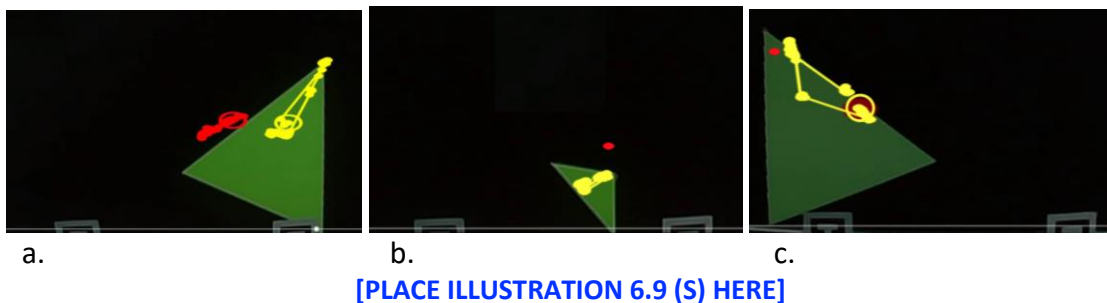 a. b. c.
[PLACE ILLUSTRATION 6.9 (S) HERE]